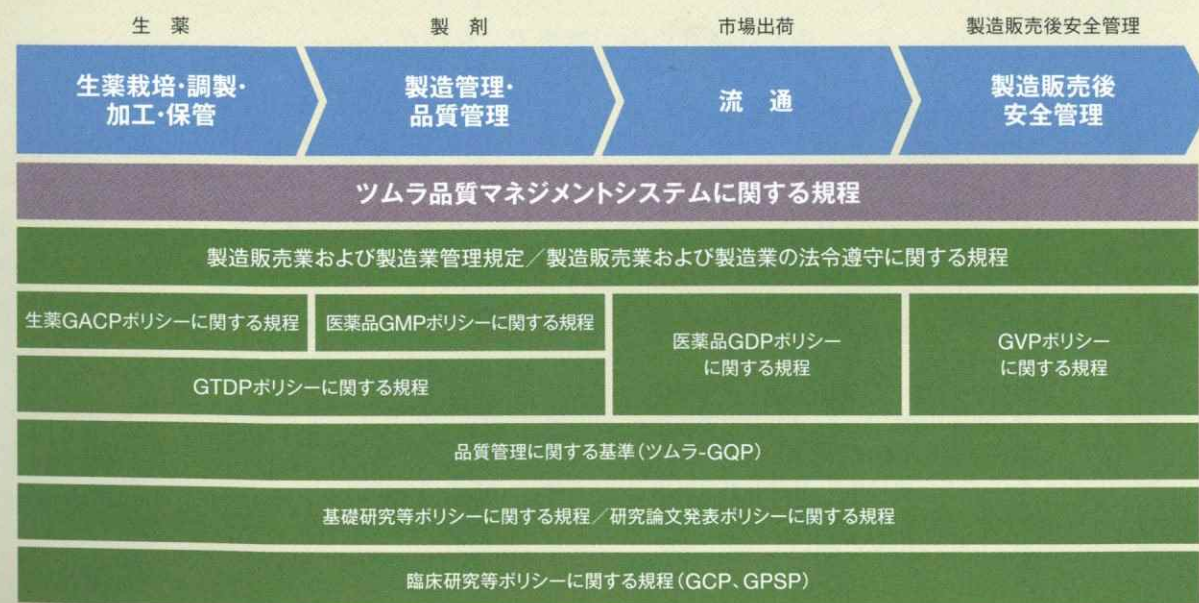 生薬
製剤
市場出荷
製造販売後安全管理
生薬栽培・調製・
加工・保管
製造管理・
品質管理
流通
製造販売後
安全管理
ツムラ品質マネジメントシステムに関する規程
製造販売業および製造業管理規定／製造販売業および製造業の法令遵守に関する規程
生薬GACPポリシーに関する規程
医薬品GMPポリシーに関する規程
GTDPポリシーに関する規程
医薬品GDPポリシー
に関する規程
GVPポリシー
に関する規程
品質管理に関する基準（ツムラ-GQP）
基礎研究等ポリシーに関する規程／研究論文発表ポリシーに関する規程
臨床研究等ポリシーに関する規程（GCP、GPSP）